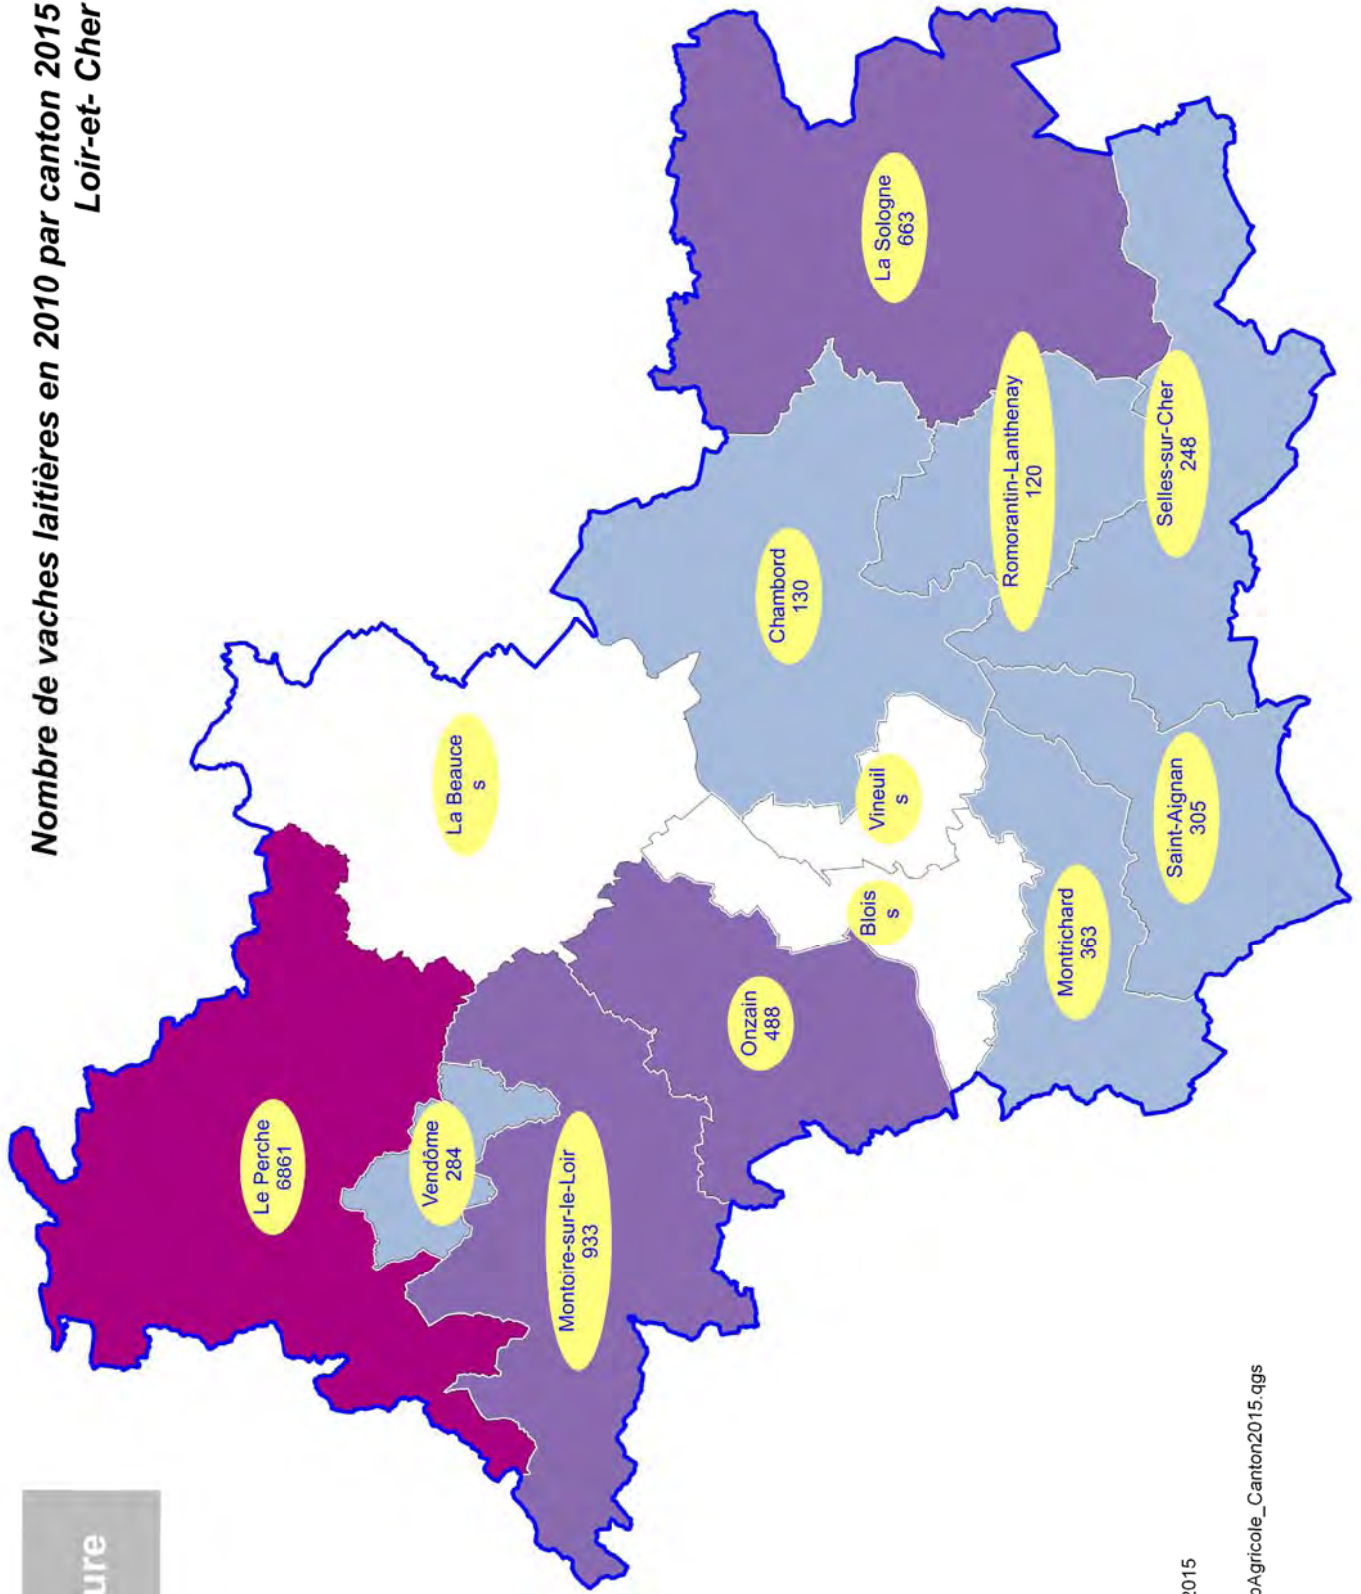 Nombre de vaches laitières en 2010 par canton 2015
Loir-et- Cher
ure
Le Perche
6861
Vendôme
284
Montoire-sur-le-Loir
933
La Beauce
s
Onzain
488
Blois
s
Vineuil
s
Chambord
130
La Sologne
663
Romorantin-Lanthenay
120
Selles-sur-Cher
248
Montrichard
363
Saint-Aignan
305
2015
Agricole_Canton2015.qgs